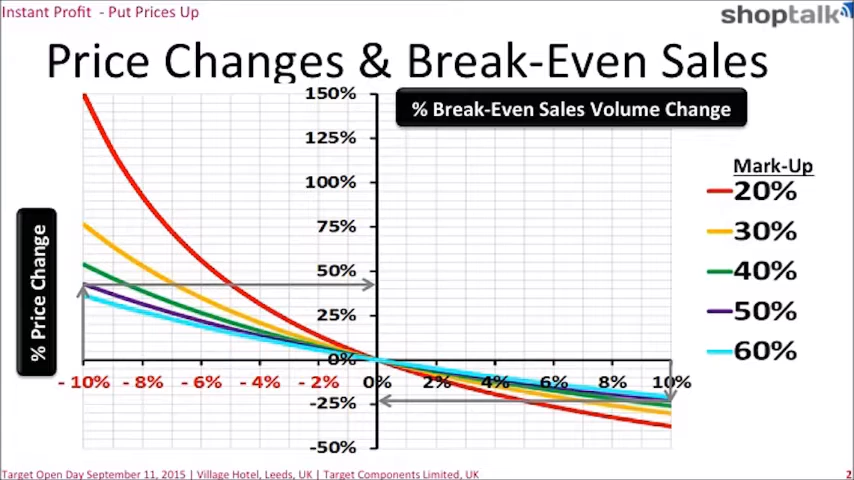 Instant Profit - Put Prices Up
shoptalk
Price Changes & Break-Even Sales
% Break-Even Sales Volume Change
150%
125%
100%
75%
50%
25%
0%
-25%
-50%
% Price Change
- 10% - 8% - 6% - 4% - 2% 0% 2% 4% 6% 8% 10%
Mark-Up
20%
30%
40%
50%
60%
Target Open Day September 11, 2015 | Village Hotel, Leeds, UK | Target Components Limited, UK
2